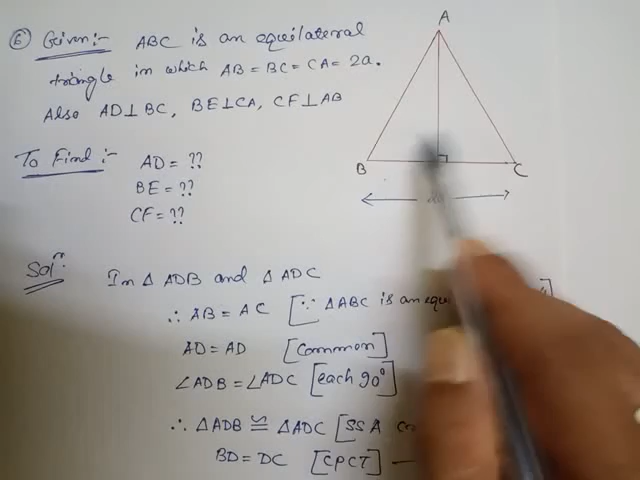 ⑥ Given:- ABC is an equilateral
triangle in which AB = BC = CA = 2a.
Also AD⊥BC, BE⊥CA, CF⊥AB
To Find:- AD = ??
BE = ??
CF = ??
A
B
C
Solⁿ:
In △ ADB and △ ADC
∴ AB = AC [∵ △ABC is an
AD = AD [Common]
∠ADB = ∠ADC [each 90°]
∴ △ADB ≅ △ADC [SSA
BD = DC [CPCT] —